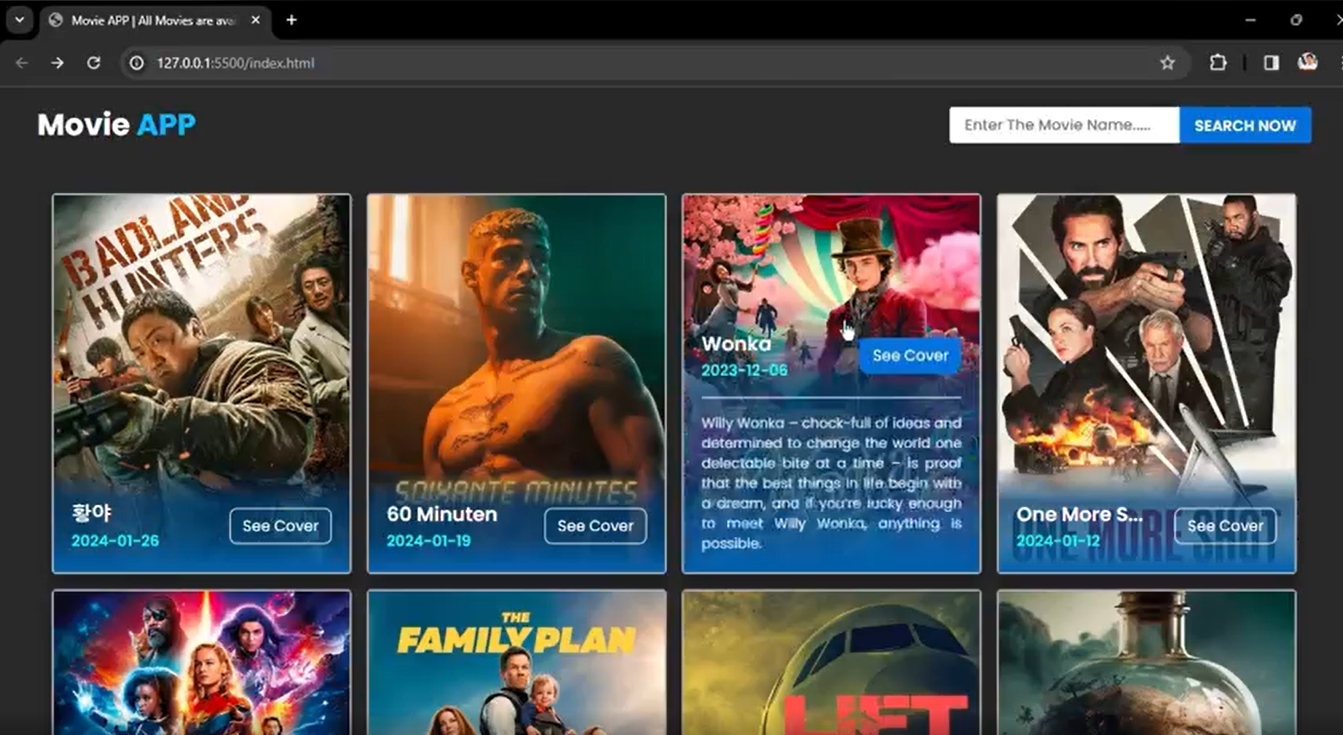 Movie APP | All Movies are ava
127.0.0.1:5500/index.html
Movie APP
Enter The Movie Name.....
SEARCH NOW
BADLAND
HUNTERS
황야
See Cover
2024-01-26
SOIXANTE MINUTES
60 Minuten
See Cover
2024-01-19
Wonka
See Cover
2023-12-06
Willy Wonka – chock-full of ideas and
determined to change the world one
delectable bite at a time – is proof
that the best things in life begin with
a dream, and if you're lucky enough
to meet Willy Wonka, anything is
possible.
One More S...
See Cover
2024-01-12
ONE MORE SHOT
THE
FAMILY PLAN
LIFT